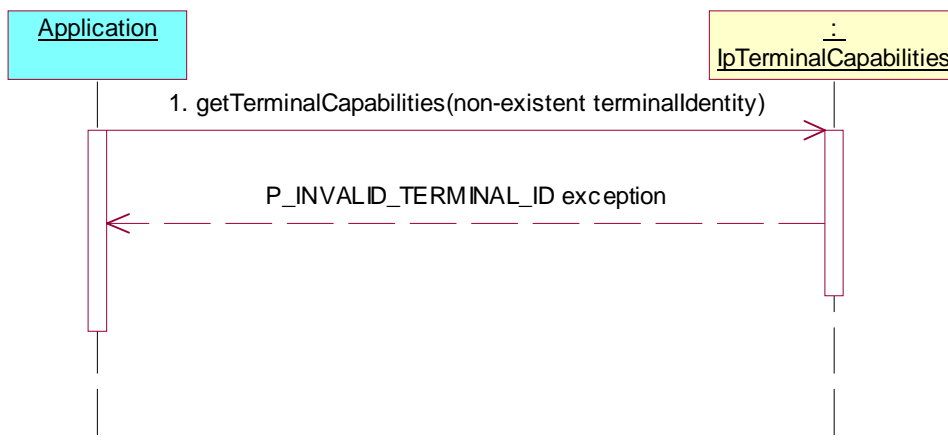 Application
:
IpTerminalCapabilities
1. getTerminalCapabilities(non-existent terminalIdentity)
P_INVALID_TERMINAL_ID exception